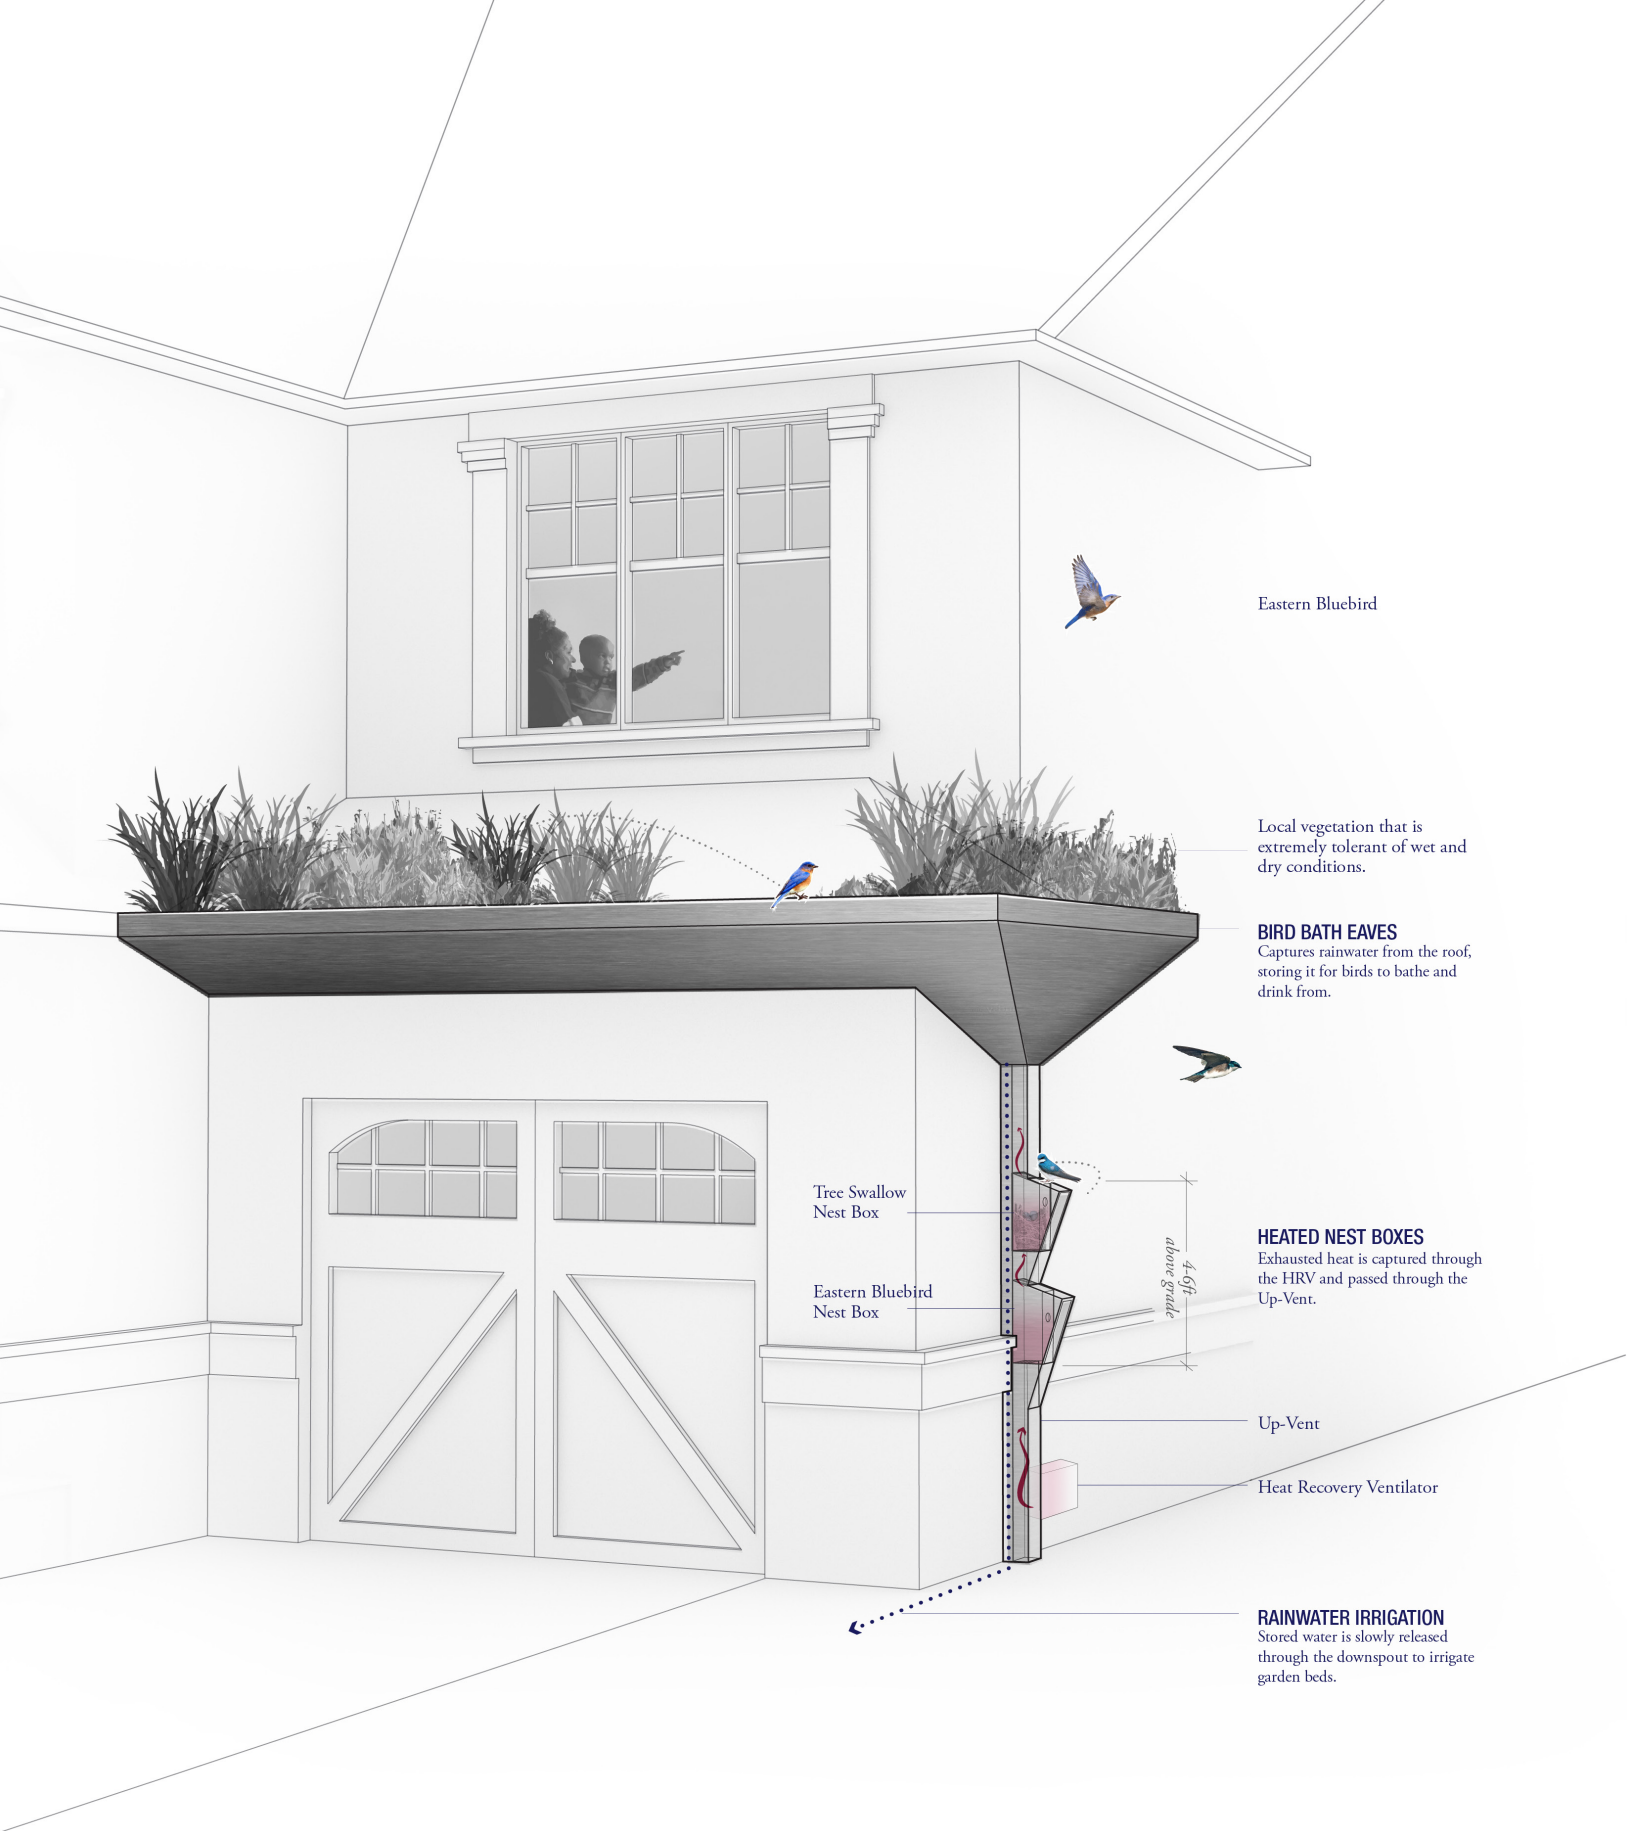 Eastern Bluebird
Local vegetation that is
extremely tolerant of wet and
dry conditions.
BIRD BATH EAVES
Captures rainwater from the roof,
storing it for birds to bathe and
drink from.
Tree Swallow
Nest Box
Eastern Bluebird
Nest Box
4-6ft
above grade
HEATED NEST BOXES
Exhausted heat is captured through
the HRV and passed through the
Up-Vent.
Up-Vent
Heat Recovery Ventilator
RAINWATER IRRIGATION
Stored water is slowly released
through the downspout to irrigate
garden beds.